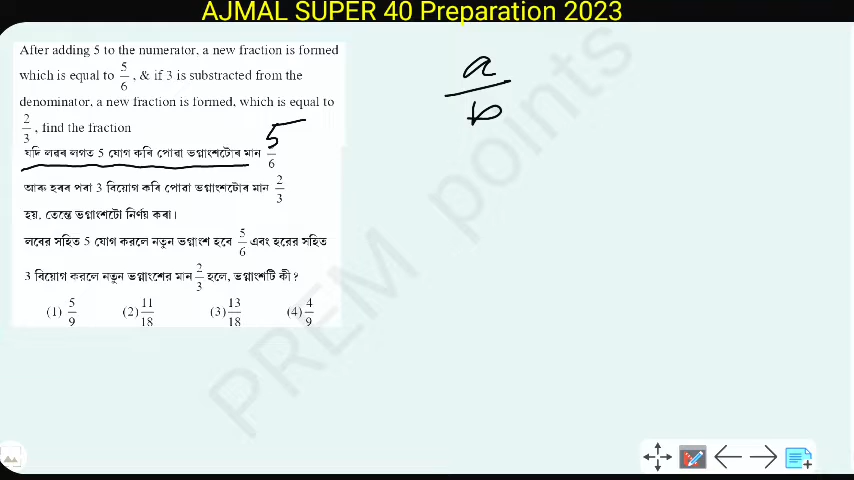 AJMAL SUPER 40 Preparation 2023
After adding 5 to the numerator, a new fraction is formed
which is equal to 5/6 , & if 3 is substracted from the
denominator, a new fraction is formed, which is equal to
2/3 , find the fraction
যদি লৱৰ লগত 5 যোগ কৰি পোৱা ভগ্নাংশটোৰ মান 5/6
আৰু হৰৰ পৰা 3 বিয়োগ কৰি পোৱা ভগ্নাংশটোৰ মান 2/3
হয়. তেন্তে ভগ্নাংশটো নিৰ্ণয় কৰা।
লবের সহিত 5 যোগ করলে নতুন ভগ্নাংশ হবে 5/6 এবং হরের সহিত
3 বিয়োগ করলে নতুন ভগ্নাংশের মান 2/3 হলে, ভগ্নাংশটি কী ?
(1) 5/9 (2) 11/18 (3) 13/18 (4) 4/9
a/b
PREM points